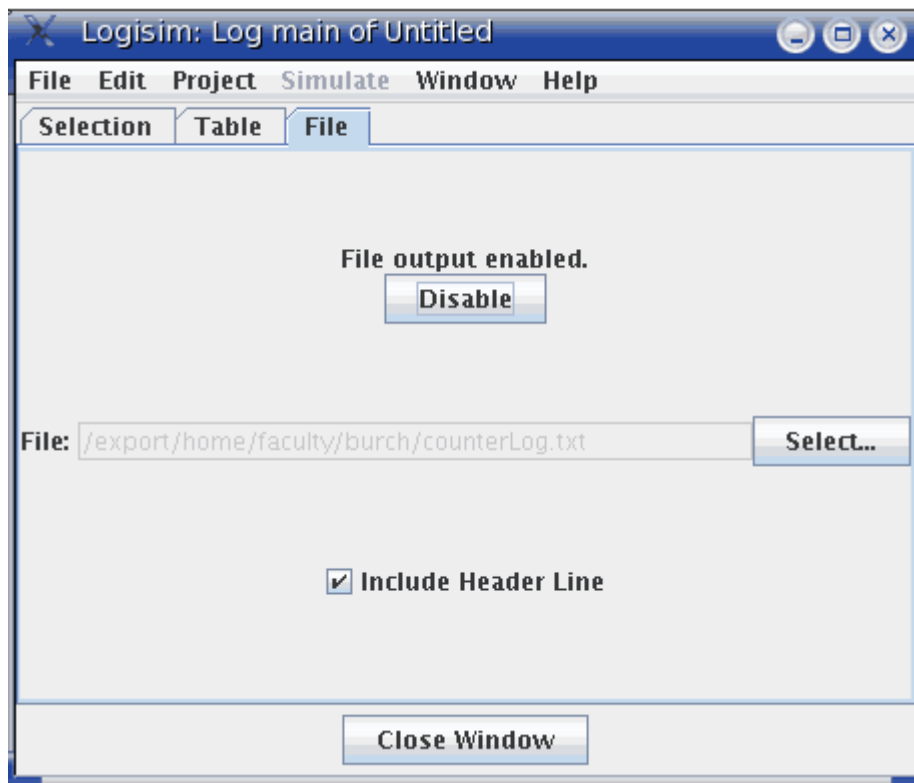 Logisim: Log main of Untitled
File Edit Project Simulate Window Help
Selection Table File
File output enabled.
Disable
File: /export/home/faculty/burch/counterLog.txt Select...
Include Header Line
Close Window